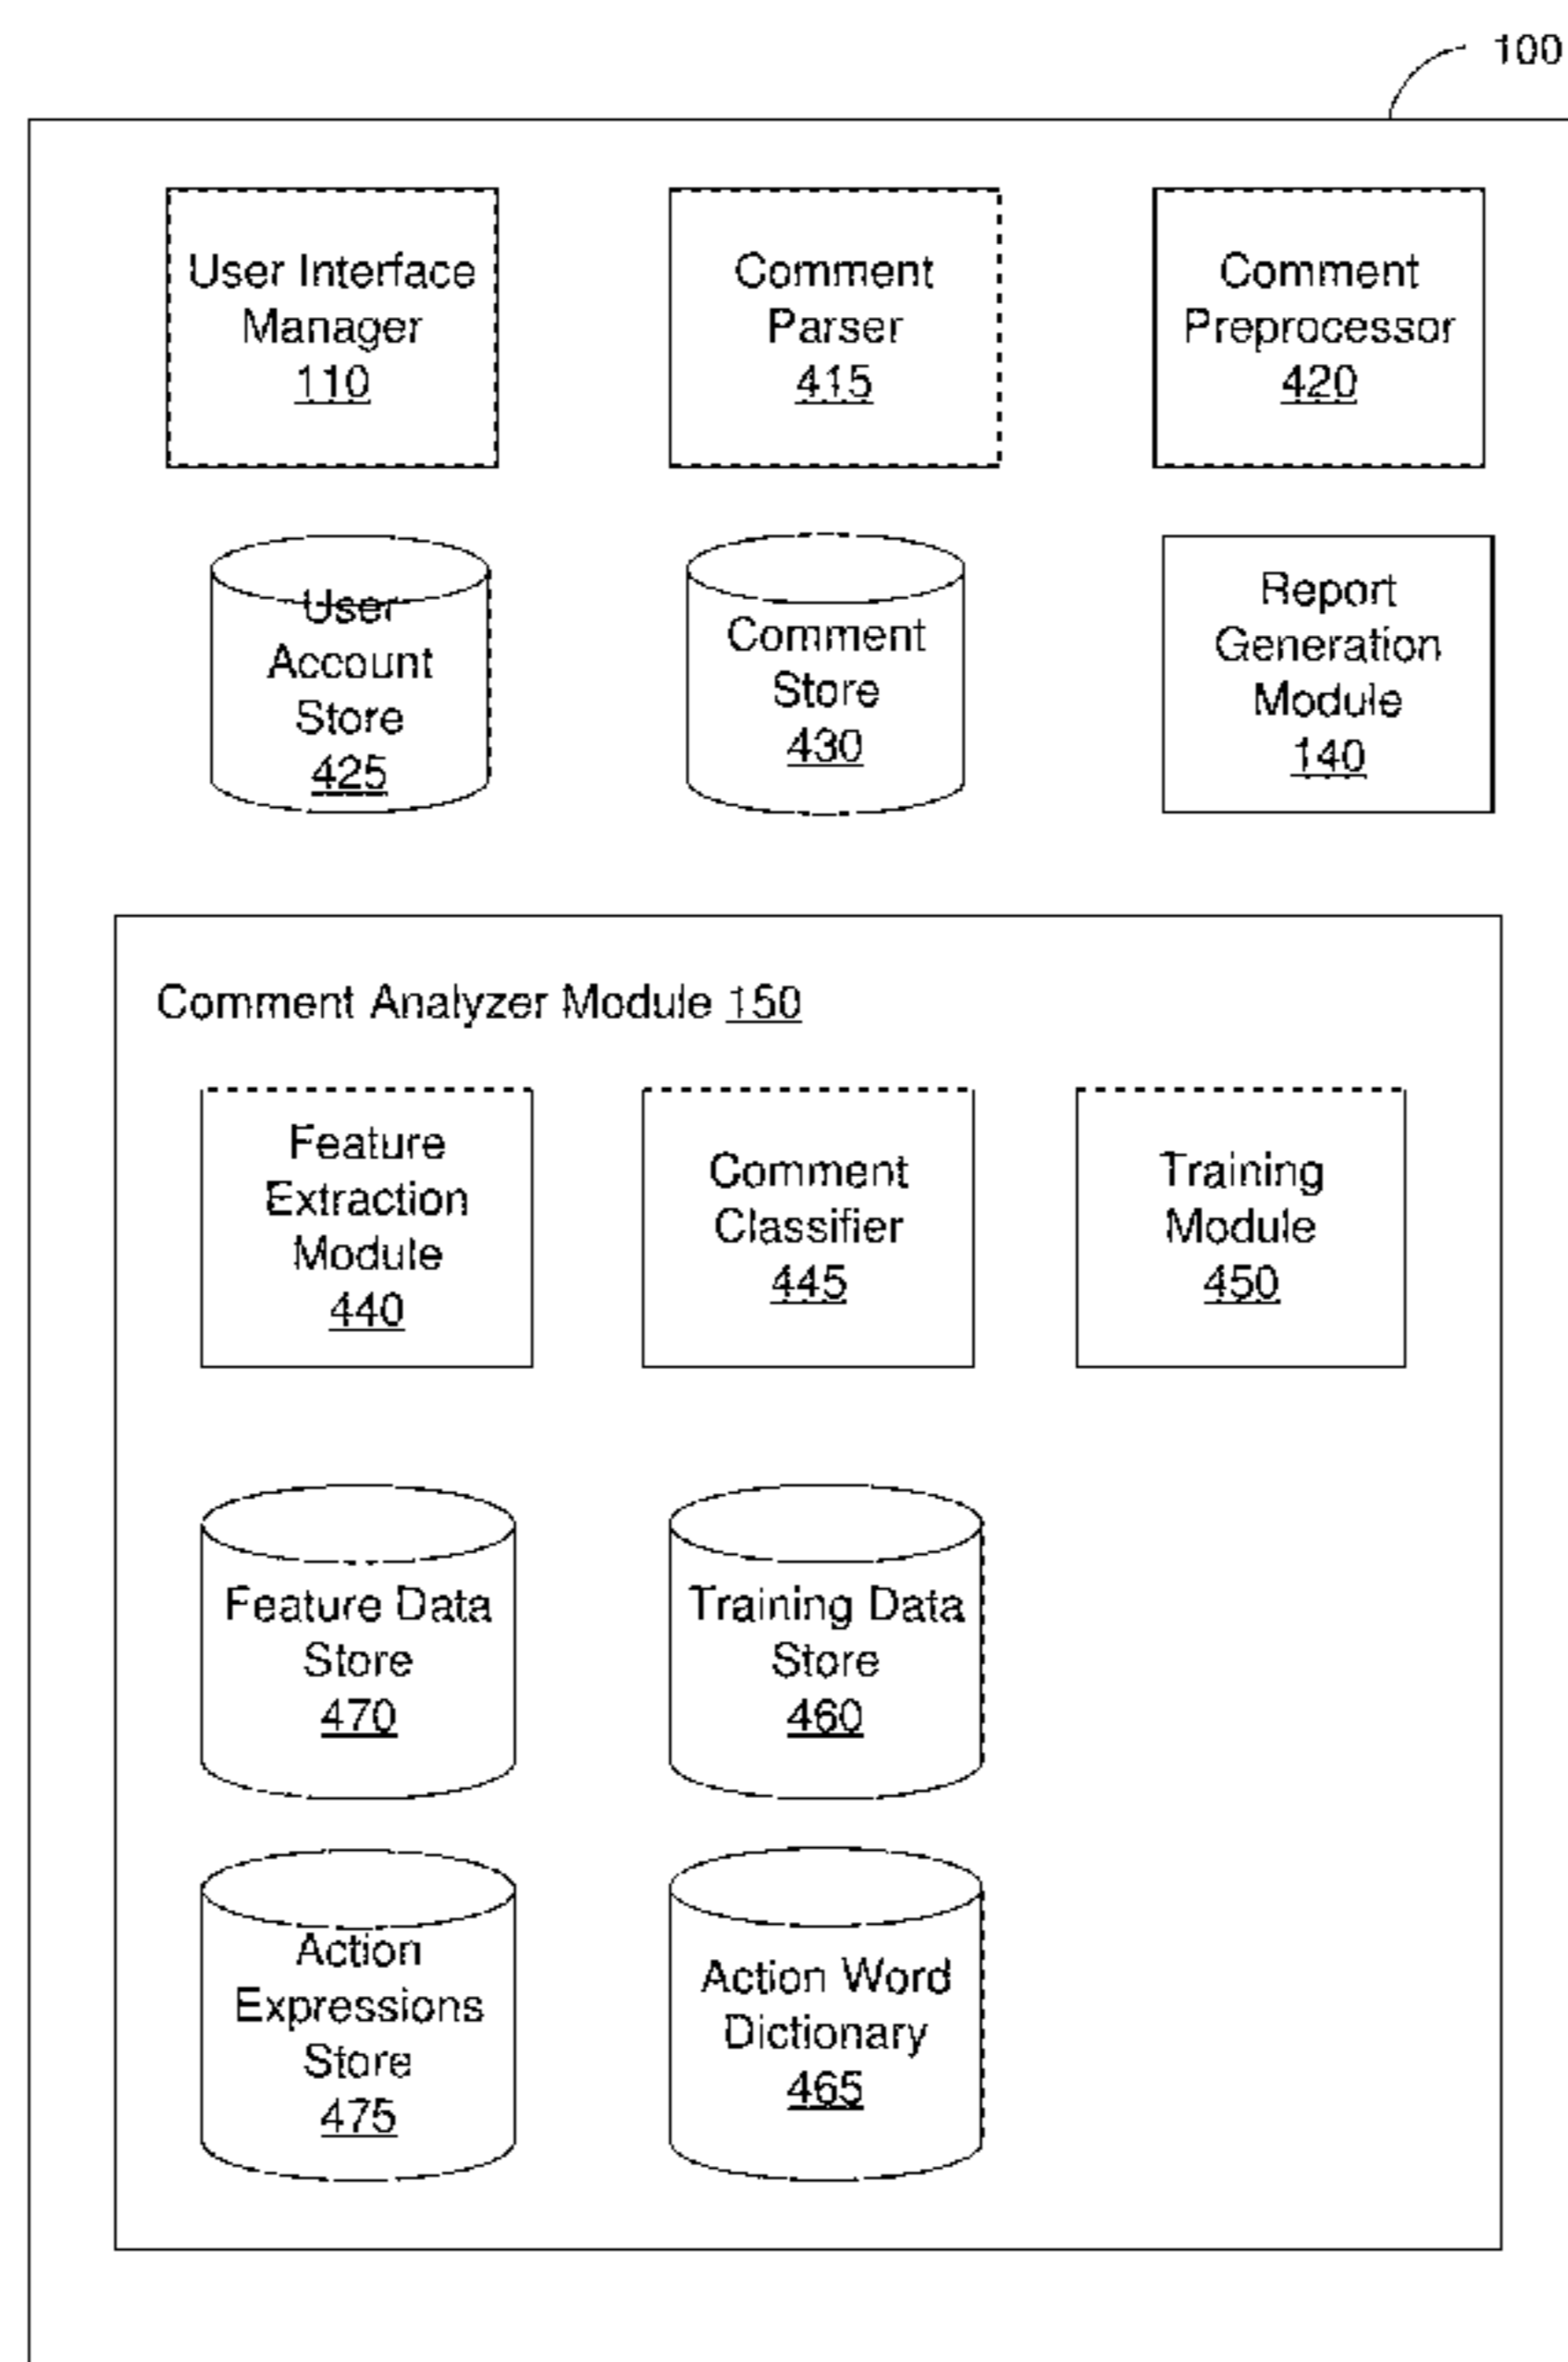 100
User Interface
Manager
110
Comment
Parser
415
Comment
Preprocessor
420
User
Account
Store
425
Comment
Store
430
Report
Generation
Module
140
Comment Analyzer Module 150
Feature
Extraction
Module
440
Comment
Classifier
445
Training
Module
450
Feature Data
Store
470
Training Data
Store
460
Action
Expressions
Store
475
Action Word
Dictionary
465